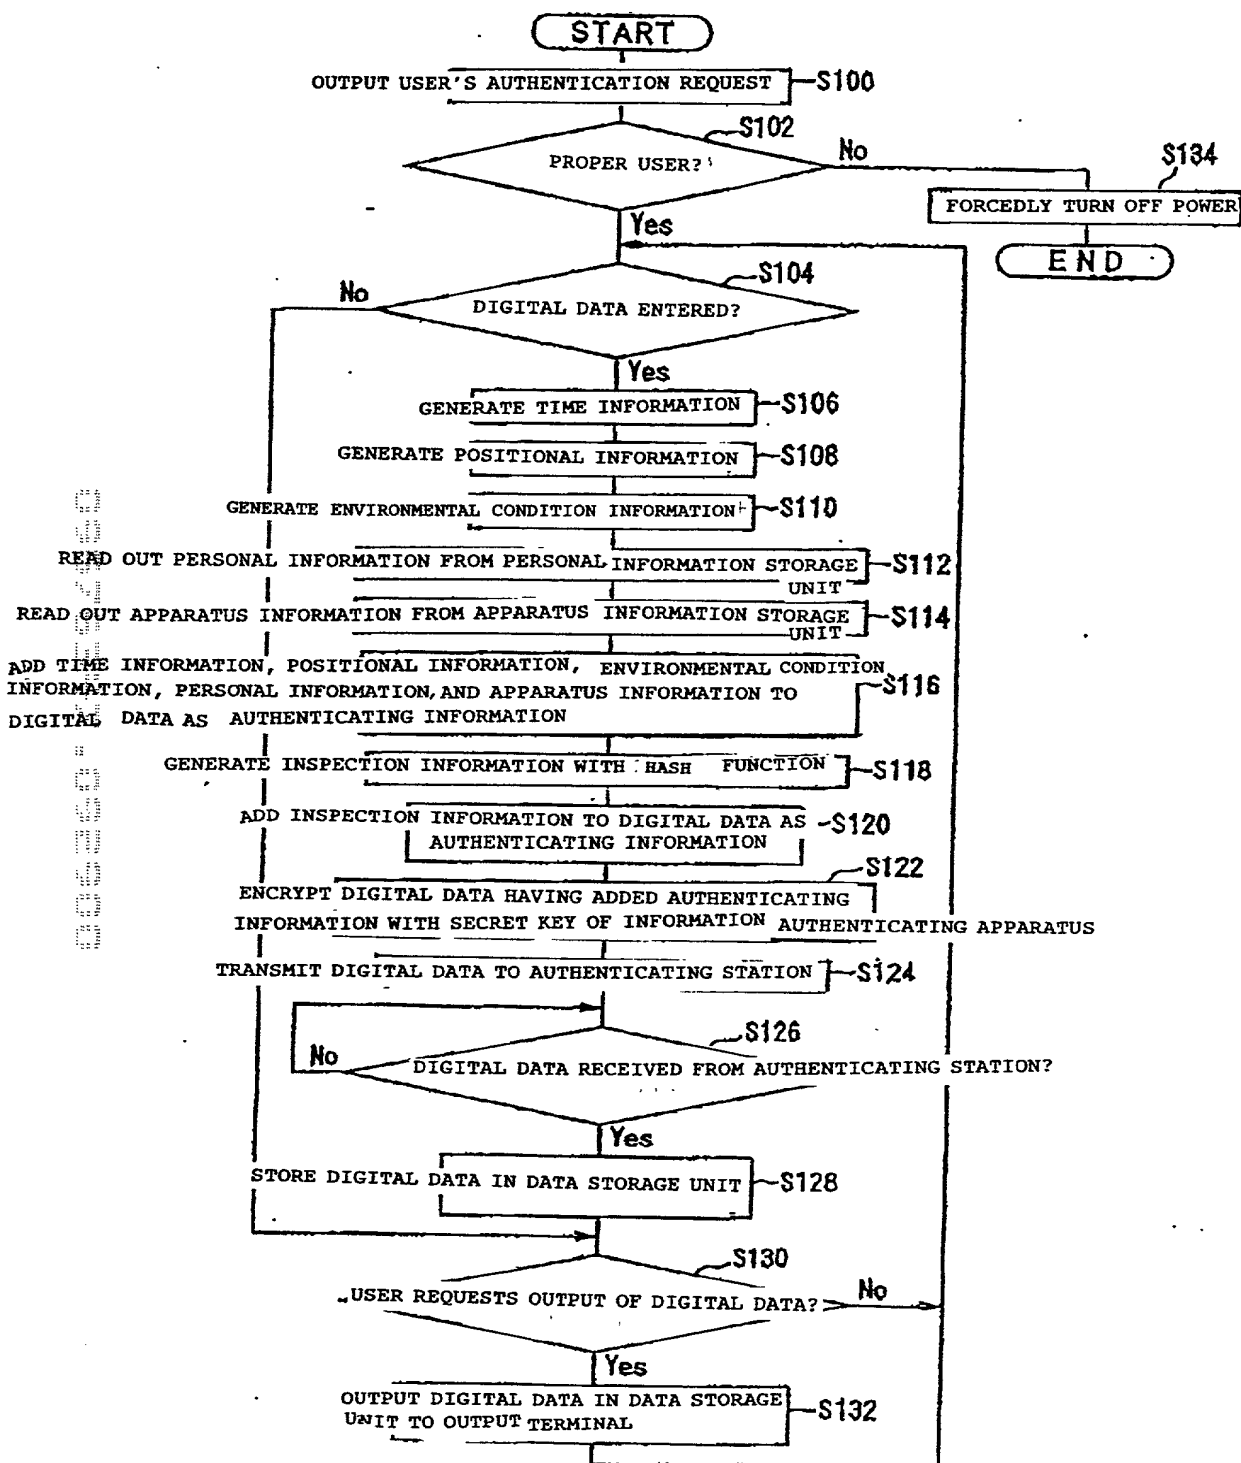 START
OUTPUT USER'S AUTHENTICATION REQUEST
S100
S102
PROPER USER?
No
S134
FORCEDLY TURN OFF POWER
END
Yes
S104
No
DIGITAL DATA ENTERED?
Yes
GENERATE TIME INFORMATION
S106
GENERATE POSITIONAL INFORMATION
S108
GENERATE ENVIRONMENTAL CONDITION INFORMATION
S110
READ OUT PERSONAL INFORMATION FROM PERSONAL INFORMATION STORAGE
UNIT
S112
READ OUT APPARATUS INFORMATION FROM APPARATUS INFORMATION STORAGE
UNIT
S114
ADD TIME INFORMATION, POSITIONAL INFORMATION, ENVIRONMENTAL CONDITION
INFORMATION, PERSONAL INFORMATION, AND APPARATUS INFORMATION TO
DIGITAL DATA AS AUTHENTICATING INFORMATION
S116
GENERATE INSPECTION INFORMATION WITH HASH FUNCTION
S118
ADD INSPECTION INFORMATION TO DIGITAL DATA AS
AUTHENTICATING INFORMATION
S120
S122
ENCRYPT DIGITAL DATA HAVING ADDED AUTHENTICATING
INFORMATION WITH SECRET KEY OF INFORMATION AUTHENTICATING APPARATUS
TRANSMIT DIGITAL DATA TO AUTHENTICATING STATION
S124
S126
No
DIGITAL DATA RECEIVED FROM AUTHENTICATING STATION?
Yes
STORE DIGITAL DATA IN DATA STORAGE UNIT
S128
S130
USER REQUESTS OUTPUT OF DIGITAL DATA?
No
Yes
OUTPUT DIGITAL DATA IN DATA STORAGE
UNIT TO OUTPUT TERMINAL
S132